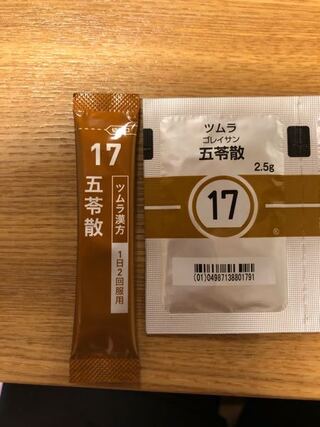 17
五苓散
ツムラ漢方
1日2回服用
ツムラ
ゴレイサン
五苓散
2.5g
17
®
(01)04987138801791